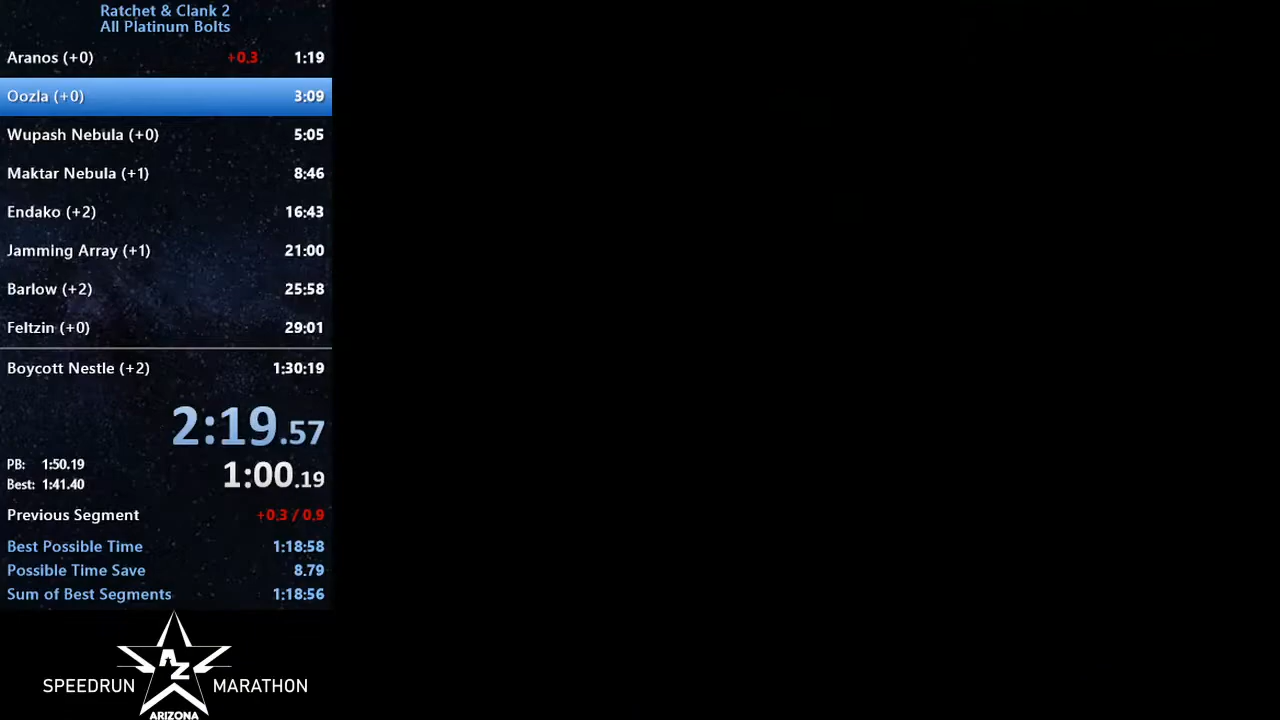 Ratchet & Clank 2
All Platinum Bolts
Aranos (+0) +0.3 1:19
Oozla (+0) 3:09
Wupash Nebula (+0) 5:05
Maktar Nebula (+1) 8:46
Endako (+2) 16:43
Jamming Array (+1) 21:00
Barlow (+2) 25:58
Feltzin (+0) 29:01
Boycott Nestle (+2) 1:30:19
2:19.57
PB: 1:50.19
Best: 1:41.40
1:00.19
Previous Segment +0.3 / 0.9
Best Possible Time 1:18:58
Possible Time Save 8.79
Sum of Best Segments 1:18:56
AZ
SPEEDRUN MARATHON
ARIZONA